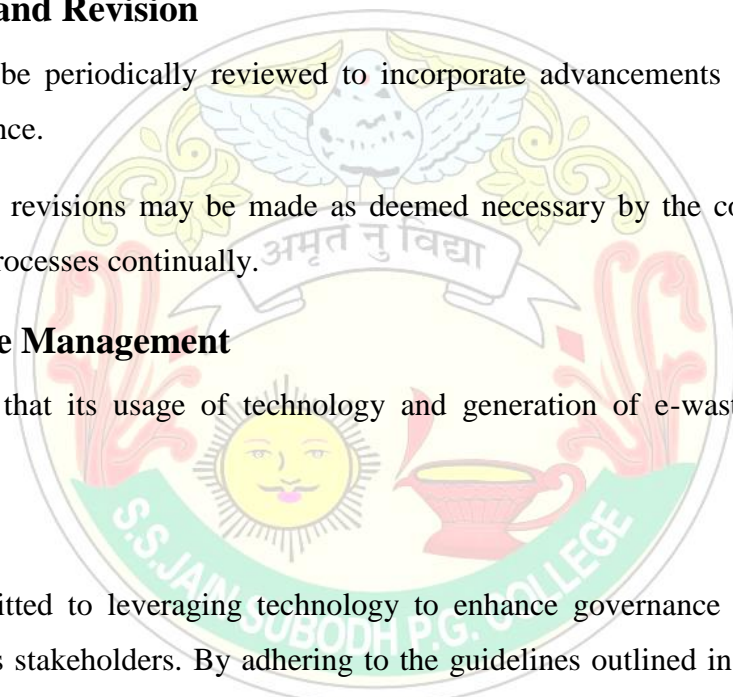 and Revision
be periodically reviewed to incorporate advancements
nce.
revisions may be made as deemed necessary by the co
rocesses continually.
अमृतं नु विद्या
e Management
that its usage of technology and generation of e-wast
itted to leveraging technology to enhance governance
s stakeholders. By adhering to the guidelines outlined in
S.S. JAIN SUBODH P.G. COLLEGE